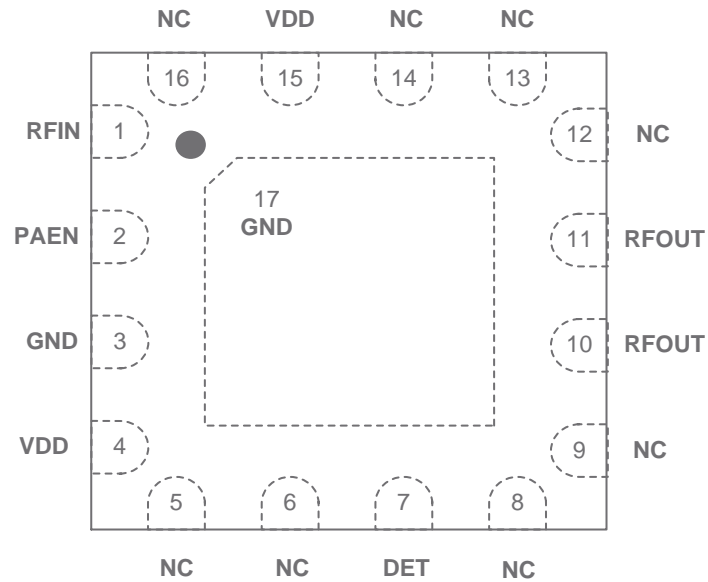 NC VDD NC NC
16 15 14 13
RFIN 1 12 NC
17
GND
PAEN 2 11 RFOUT
GND 3 10 RFOUT
VDD 4 9 NC
5 6 7 8
NC NC DET NC